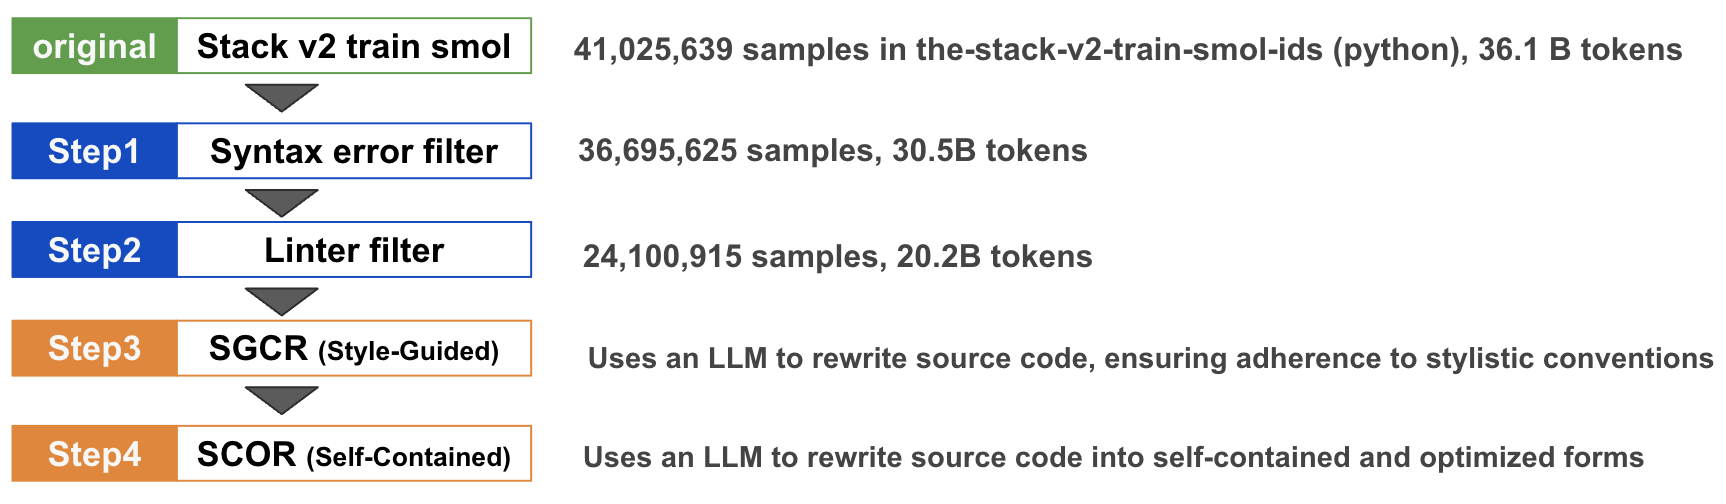 original Stack v2 train smol 41,025,639 samples in the-stack-v2-train-smol-ids (python), 36.1 B tokens
Step1 Syntax error filter 36,695,625 samples, 30.5B tokens
Step2 Linter filter 24,100,915 samples, 20.2B tokens
Step3 SGCR (Style-Guided) Uses an LLM to rewrite source code, ensuring adherence to stylistic conventions
Step4 SCOR (Self-Contained) Uses an LLM to rewrite source code into self-contained and optimized forms